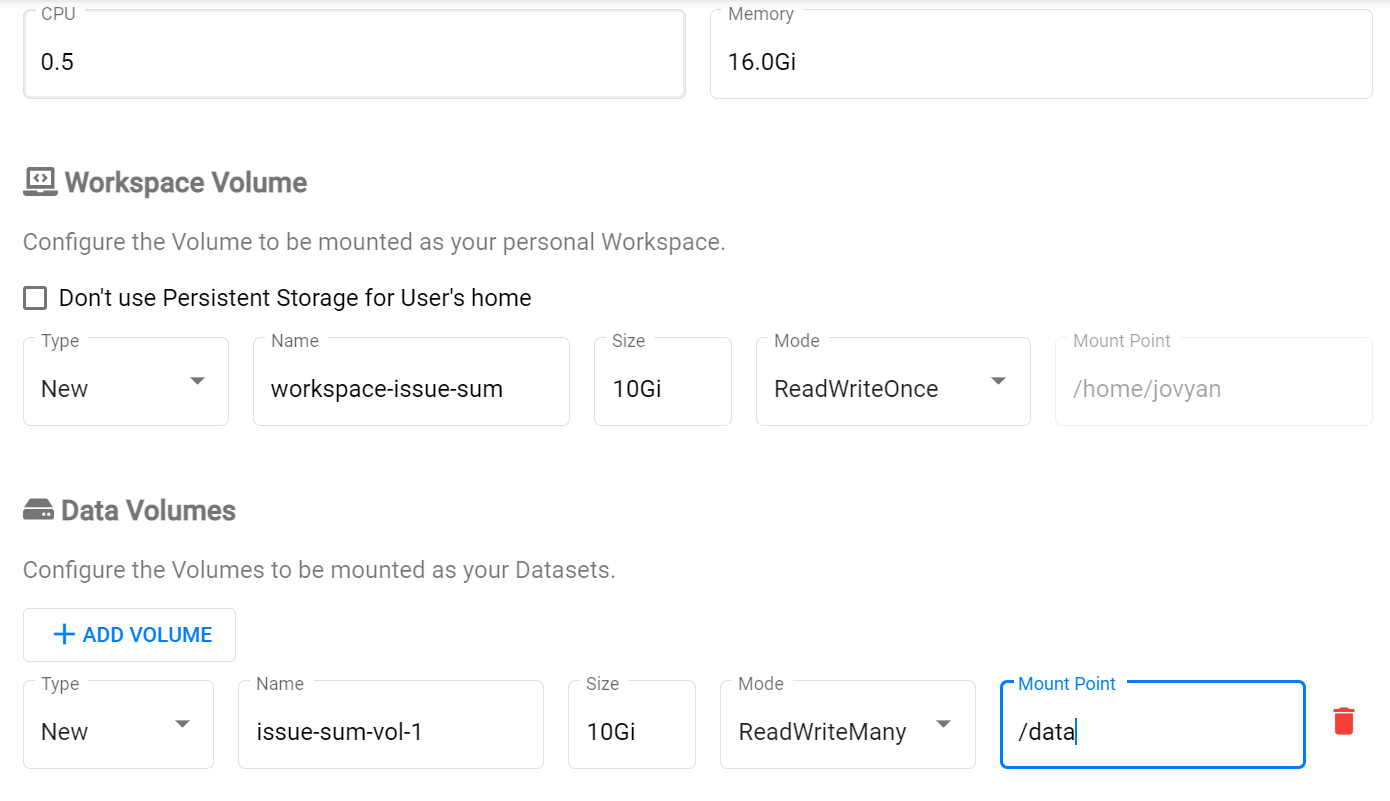 CPU Memory
0.5 16.0Gi
Workspace Volume
Configure the Volume to be mounted as your personal Workspace.
Don't use Persistent Storage for User's home
Type Name Size Mode Mount Point
New workspace-issue-sum 10Gi ReadWriteOnce /home/jovyan
Data Volumes
Configure the Volumes to be mounted as your Datasets.
+ ADD VOLUME
Type Name Size Mode Mount Point
New issue-sum-vol-1 10Gi ReadWriteMany /data